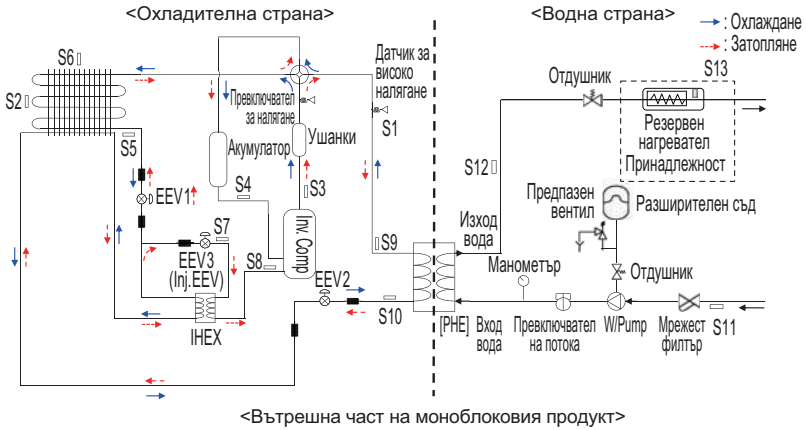 <Охладителна страна>
<Водна страна>
: Охлаждане
: Затопляне
S6
S2
S5
EEV1
S7
EEV3
(Inj.EEV)
IHEX
S8
S4
Акумулатор
Превключвател
за налягане
Ушанки
S3
Inv. Comp
EEV2
Датчик за
високо
налягане
S1
S9
S10
[PHE]
Изход
вода
Вход
вода
S12
Манометър
Превключвател
на потока
W/Pump
Мрежест
филтър
S11
Отдушник
Предпазен
вентил
Разширителен съд
Отдушник
S13
Резервен
нагревател
Принадлежност
<Вътрешна част на моноблоковия продукт>